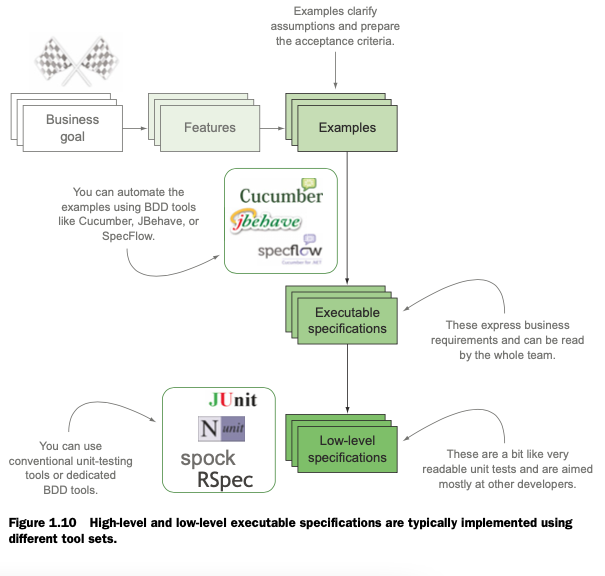 Examples clarify
assumptions and prepare
the acceptance criteria.
Business
goal
Features
Examples
You can automate the
examples using BDD tools
like Cucumber, JBehave, or
SpecFlow.
Cucumber
jbehave
specflow
Cucumber for .NET
Executable
specifications
These express business
requirements and can be read
by the whole team.
JUnit
N unit
spock
RSpec
You can use
conventional unit-testing
tools or dedicated
BDD tools.
Low-level
specifications
These are a bit like very
readable unit tests and are aimed
mostly at other developers.
Figure 1.10 High-level and low-level executable specifications are typically implemented using
different tool sets.